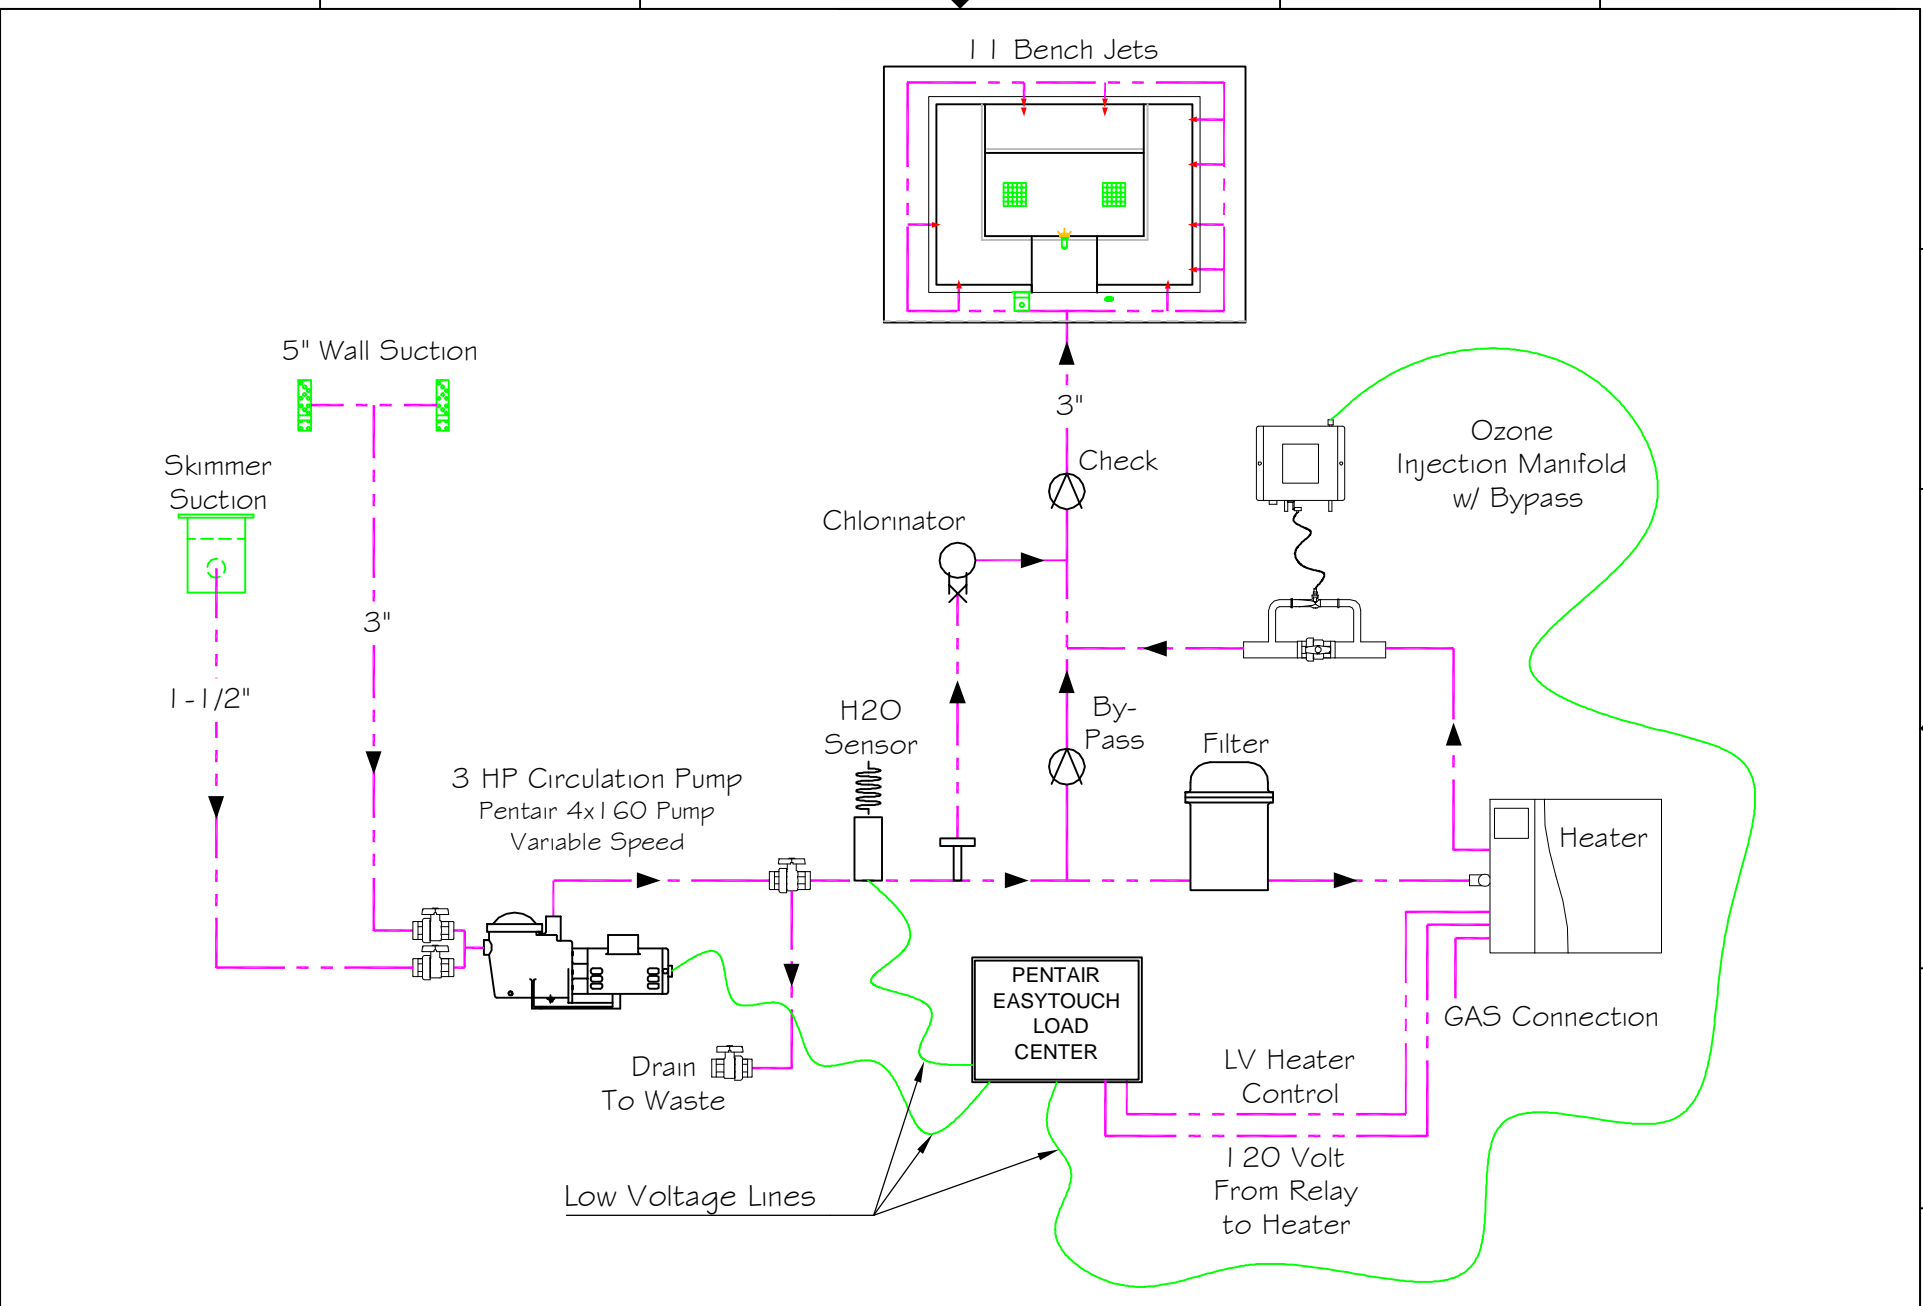 11 Bench Jets
5" Wall Suction
3"
Check
Ozone
Injection Manifold
w/ Bypass
Skimmer
Suction
Chlorinator
3"
1-1/2"
H2O
Sensor
By-
Pass
Filter
3 HP Circulation Pump
Pentair 4x160 Pump
Variable Speed
Heater
PENTAIR
EASYTOUCH
LOAD
CENTER
GAS Connection
LV Heater
Control
Drain
To Waste
120 Volt
From Relay
to Heater
Low Voltage Lines